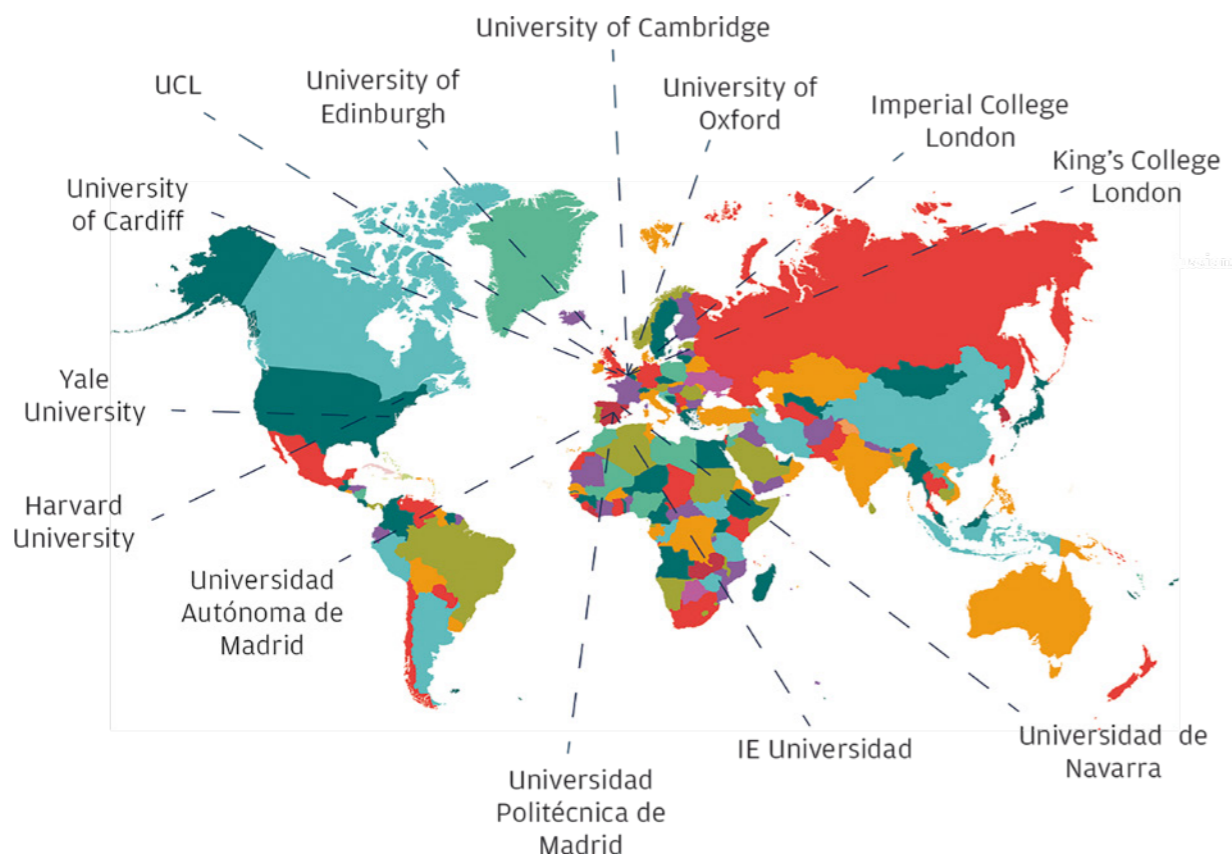 University of Cambridge
UCL
University of
Edinburgh
University of
Oxford
Imperial College
London
King's College
London
University
of Cardiff
Yale
University
Harvard
University
Universidad
Autónoma de
Madrid
Universidad
Politécnica de
Madrid
IE Universidad
Universidad de
Navarra